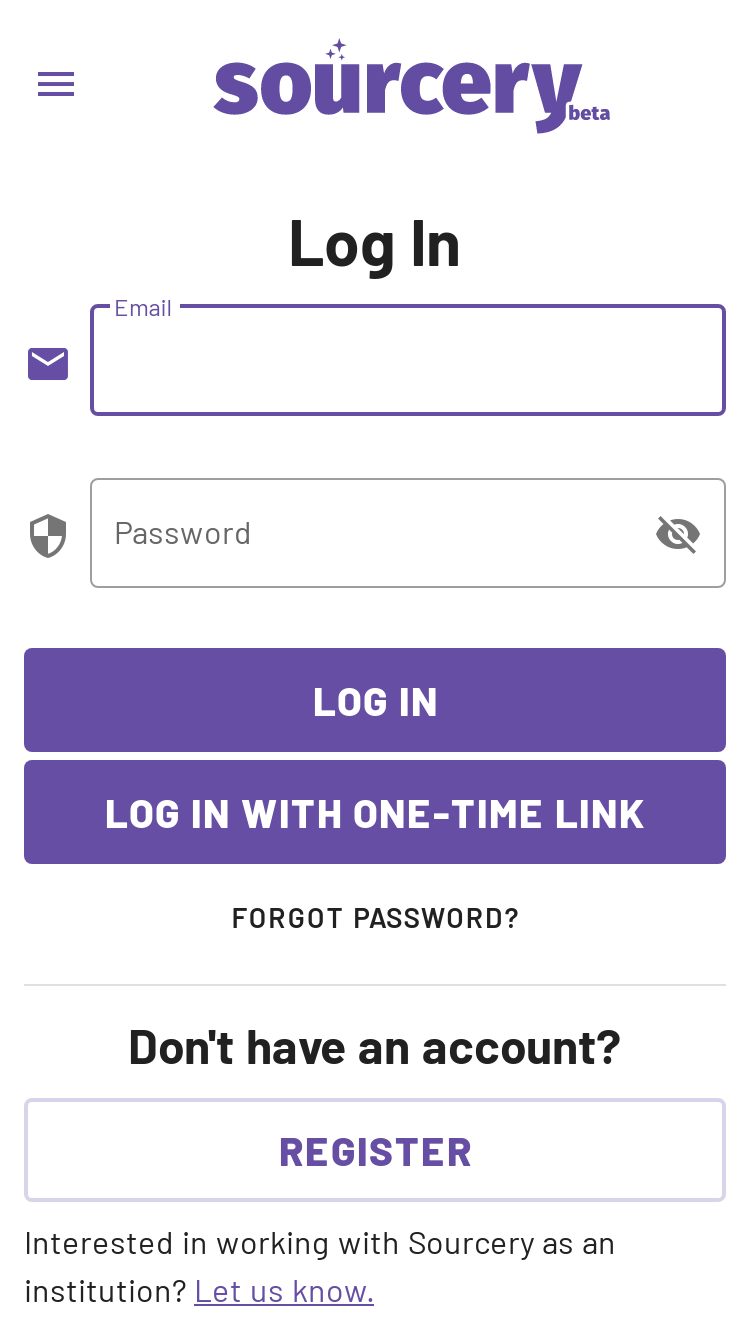 sourcery
beta
Log In
Email
Password
LOG IN
LOG IN WITH ONE-TIME LINK
FORGOT PASSWORD?
Don't have an account?
REGISTER
Interested in working with Sourcery as an
institution? Let us know.